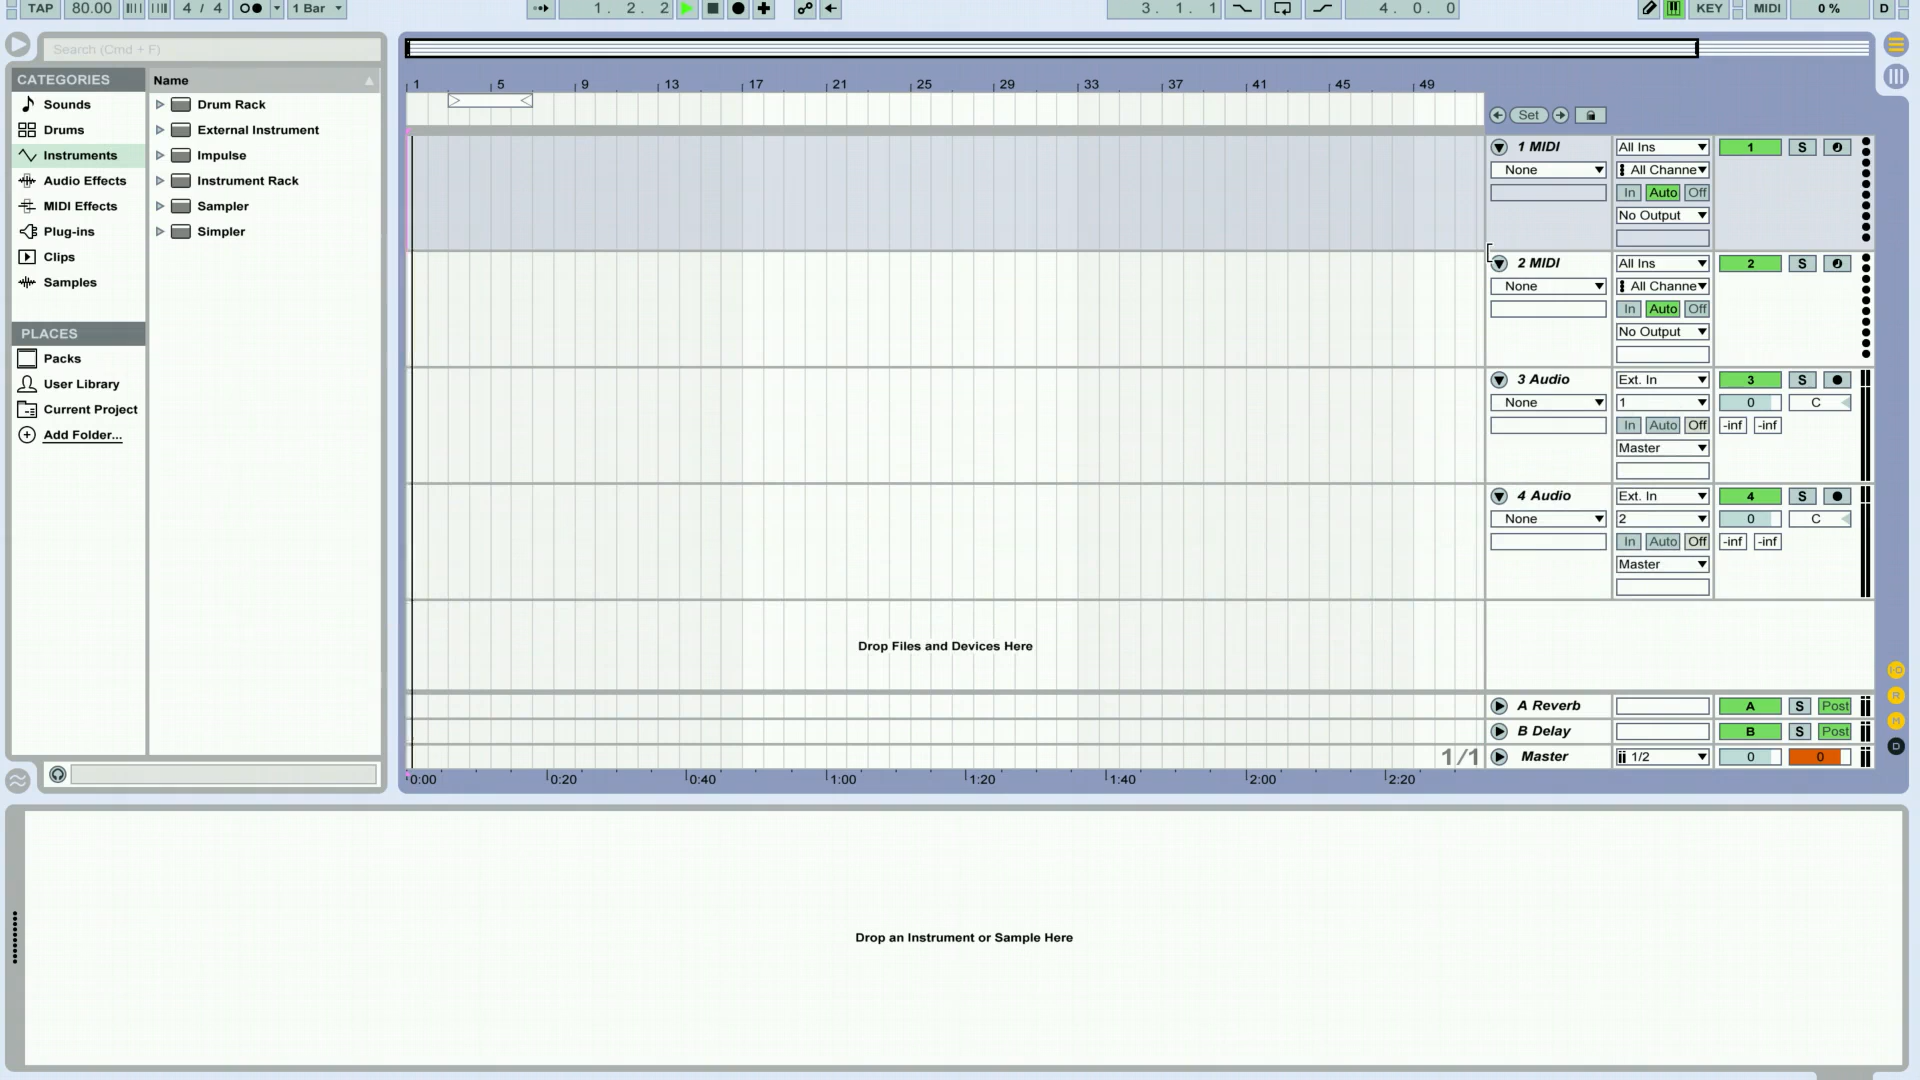 TAP 80.00 4 / 4 1 Bar 1. 2. 2 3. 1. 1 4. 0. 0 KEY MIDI 0 % D
Search (Cmd + F)
CATEGORIES
Sounds
Drums
Instruments
Audio Effects
MIDI Effects
Plug-ins
Clips
Samples
PLACES
Packs
User Library
Current Project
Add Folder...
Name
Drum Rack
External Instrument
Impulse
Instrument Rack
Sampler
Simpler
1 5 9 13 17 21 25 29 33 37 41 45 49
Set
1 MIDI All Ins 1 S
None All Channe
In Auto Off
No Output
2 MIDI All Ins 2 S
None All Channe
In Auto Off
No Output
3 Audio Ext. In 3 S
None 1 0 C
In Auto Off -inf -inf
Master
4 Audio Ext. In 4 S
None 2 0 C
In Auto Off -inf -inf
Master
Drop Files and Devices Here
I-O
R
M
D
A Reverb A S Post
B Delay B S Post
1/1 Master 1/2 0 0
0:00 0:20 0:40 1:00 1:20 1:40 2:00 2:20
Drop an Instrument or Sample Here